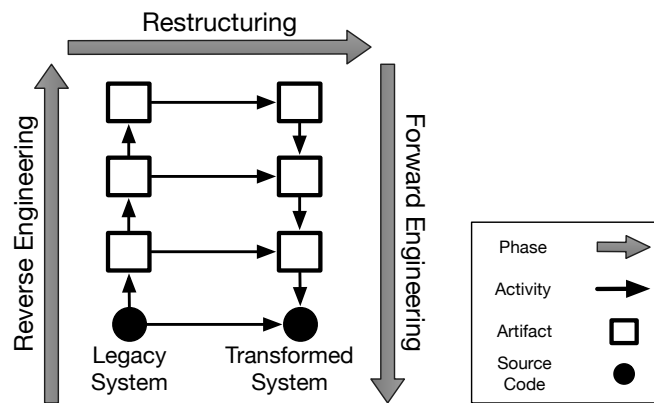 Restructuring
Reverse Engineering
Forward Engineering
Legacy
System
Transformed
System
Phase
Activity
Artifact
Source
Code